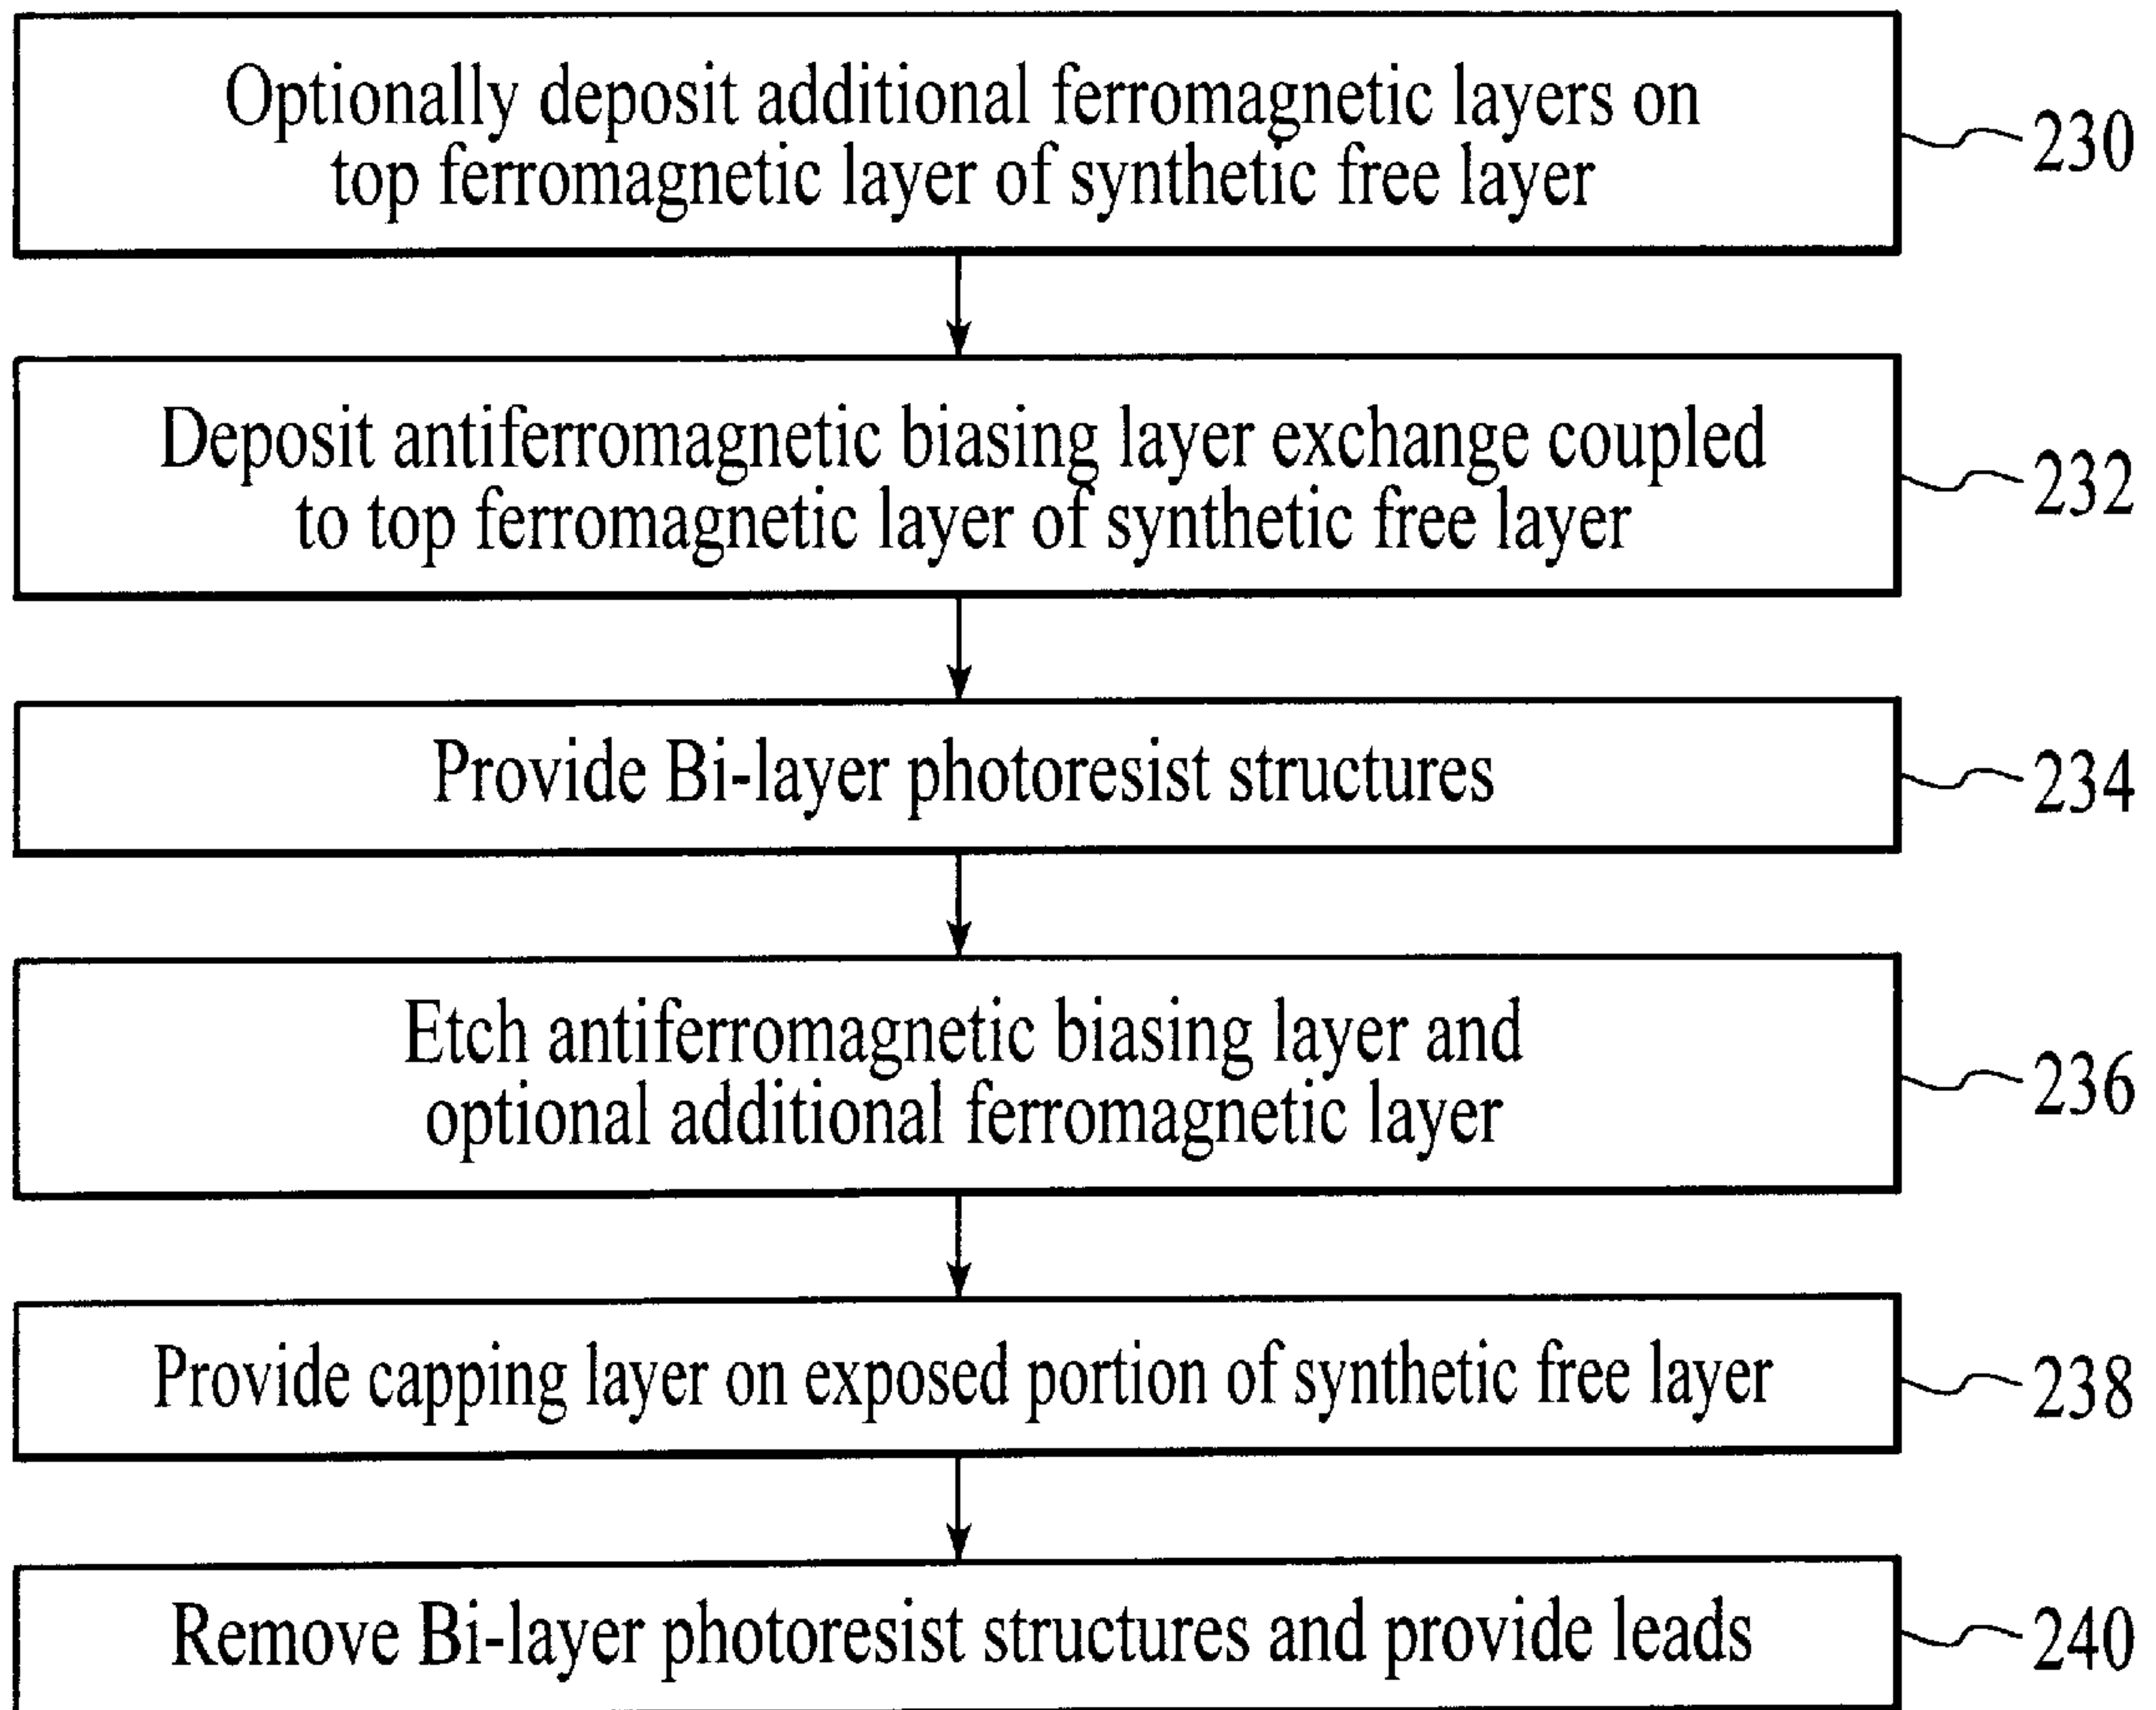 Optionally deposit additional ferromagnetic layers on
top ferromagnetic layer of synthetic free layer
230
Deposit antiferromagnetic biasing layer exchange coupled
to top ferromagnetic layer of synthetic free layer
232
Provide Bi-layer photoresist structures
234
Etch antiferromagnetic biasing layer and
optional additional ferromagnetic layer
236
Provide capping layer on exposed portion of synthetic free layer
238
Remove Bi-layer photoresist structures and provide leads
240